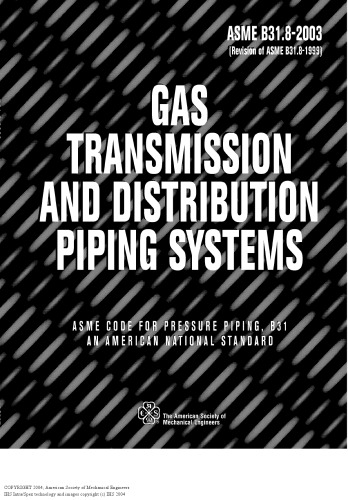 ASME B31.8-2003
(Revision of ASME B31.8-1999)
GAS
TRANSMISSION
AND DISTRIBUTION
PIPING SYSTEMS
ASME CODE FOR PRESSURE PIPING, B31
AN AMERICAN NATIONAL STANDARD
The American Society of
Mechanical Engineers
COPYRIGHT 2004; American Society of Mechanical Engineers
IHS InterSpec technology and images copyright (c) IHS 2004